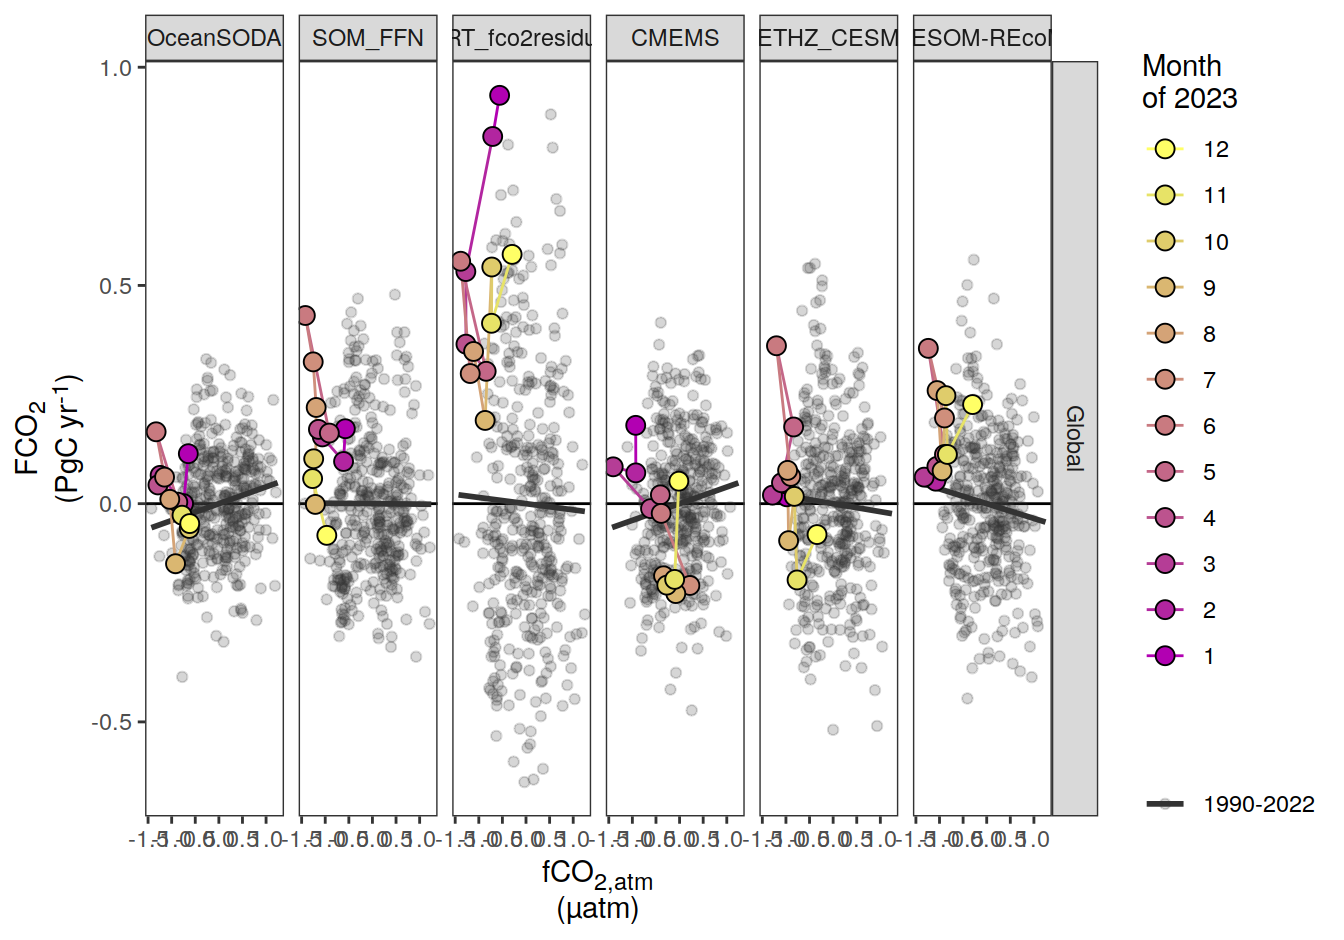 OceanSODA
SOM_FFN
RT_fco2residu
CMEMS
ETHZ_CESM
ESOM-REcoM
Global
1.0
0.5
0.0
-0.5
FCO2
(PgC yr-1)
fCO2,atm
(µatm)
Month
of 2023
12
11
10
9
8
7
6
5
4
3
2
1
1990-2022